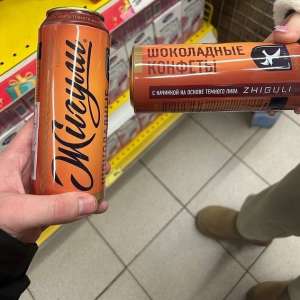 Жигули
ШОКОЛАДНЫЕ
КОНФЕТЫ
С НАЧИНКОЙ НА ОСНОВЕ ТЕМНОГО ПИВА
ZHIGULI